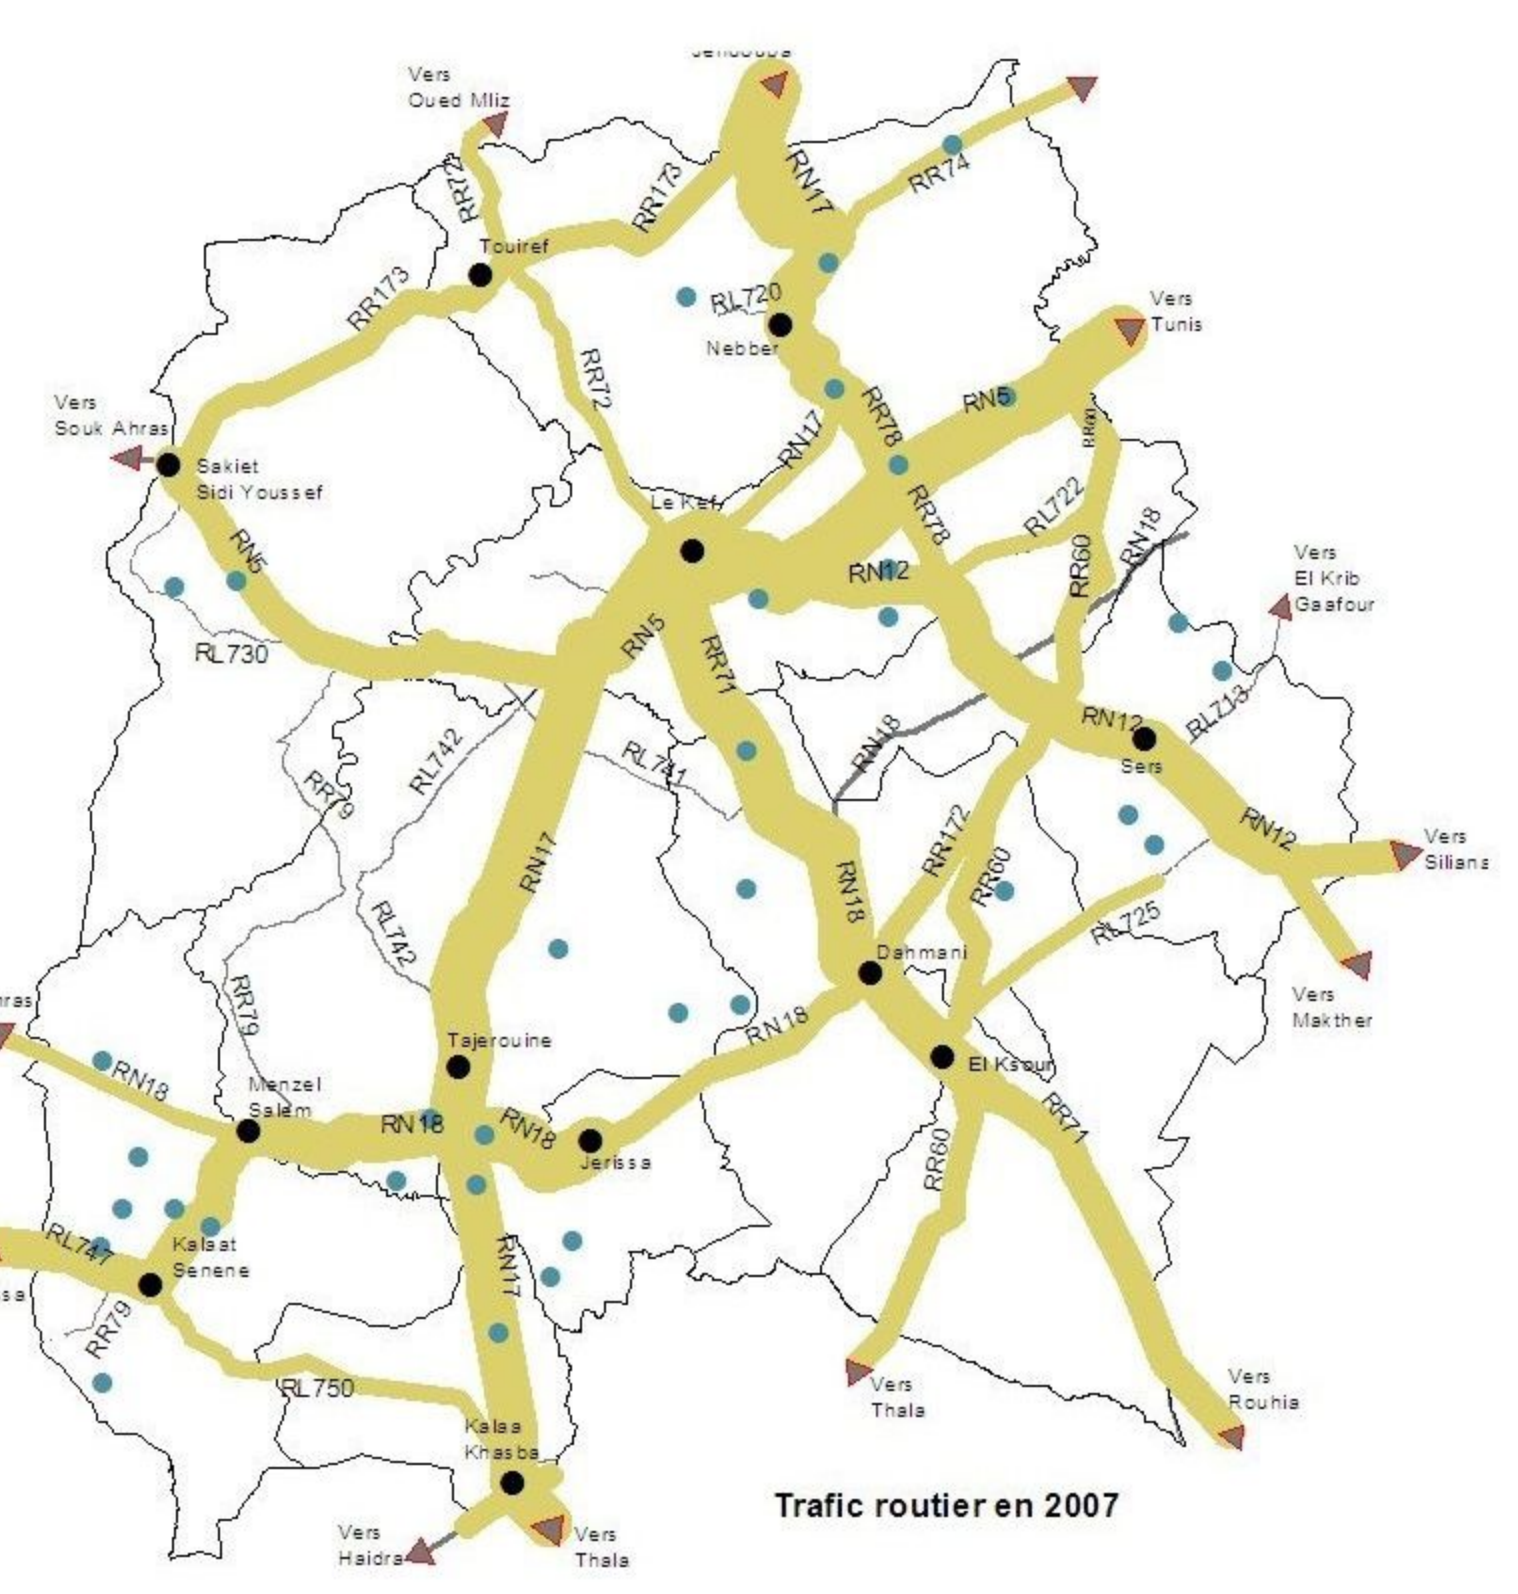 Jendouba
Vers
Oued Mliz
RN17
RR74
RR72
RR173
Touiref
RR173
RL720
Nebber
Vers
Tunis
RR72
RN5
RR78
RR60
RN17
Vers
Souk Ahras
Sakiet
Sidi Youssef
Le Kef
RL722
RR78
RN18
RN5
RN12
RR60
Vers
El Krib
Gaafour
RL730
RN5
RR71
RL713
RN12
RN18
Sers
RL742
RL741
RR79
RN12
RR172
Vers
Siliana
RN17
RN18
RR60
RL742
RL725
Dahmani
RR79
Vers
Makther
RN18
Tajerouine
RN18
Menzel
Salem
El Ksour
RN18
RN18
RR71
Jerissa
RR60
RL747
Kalaat
Senene
RN17
RR79
RL750
Vers
Thala
Vers
Rouhia
Kalaa
Khasba
Trafic routier en 2007
Vers
Haidra
Vers
Thala